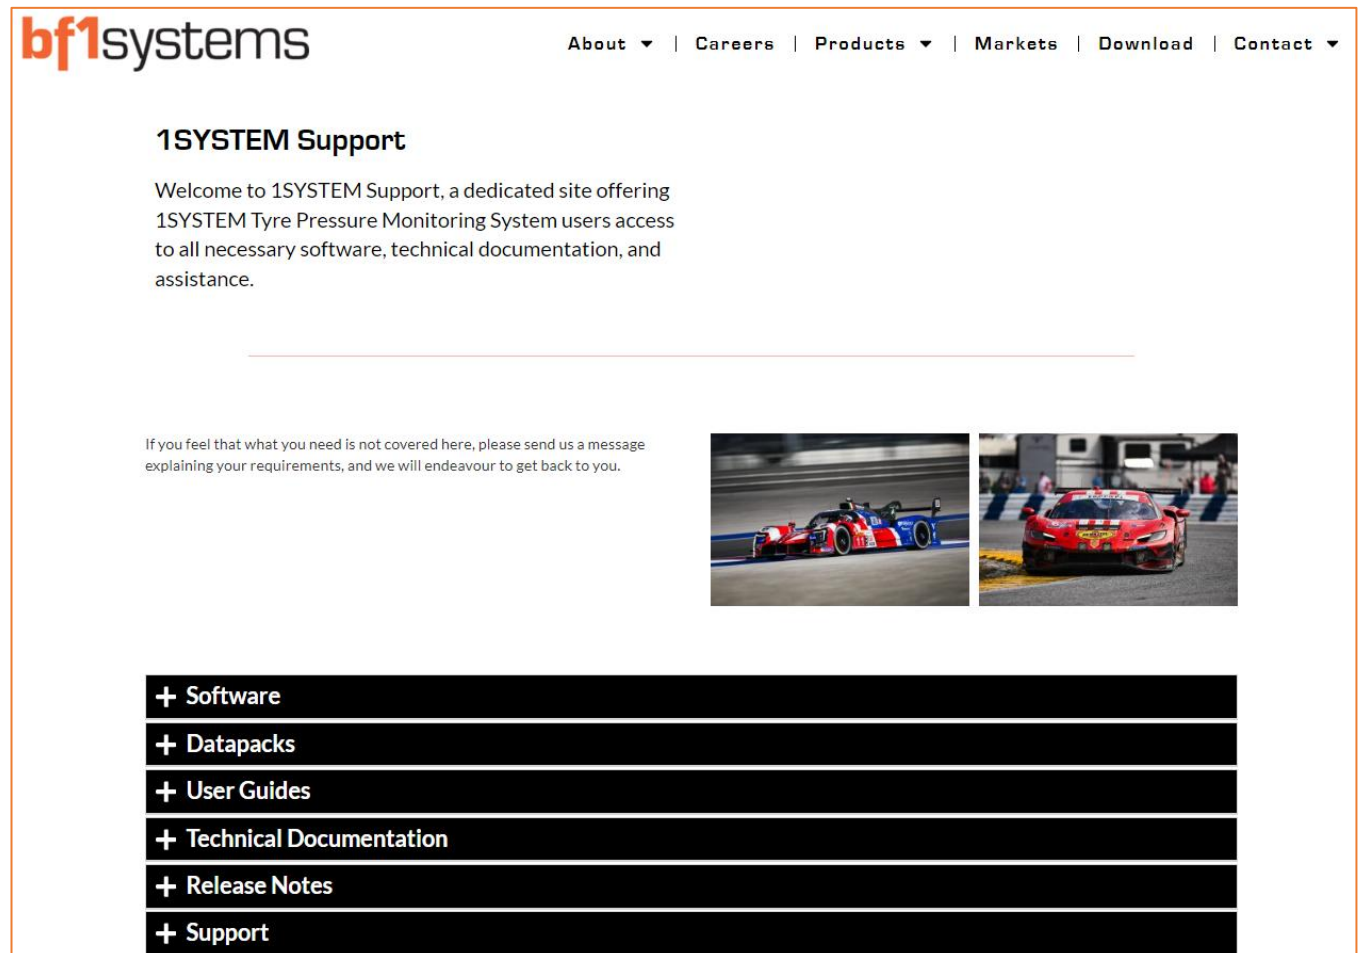 bf1systems
About | Careers | Products | Markets | Download | Contact
1SYSTEM Support
Welcome to 1SYSTEM Support, a dedicated site offering
1SYSTEM Tyre Pressure Monitoring System users access
to all necessary software, technical documentation, and
assistance.
If you feel that what you need is not covered here, please send us a message
explaining your requirements, and we will endeavour to get back to you.
+ Software
+ Datapacks
+ User Guides
+ Technical Documentation
+ Release Notes
+ Support